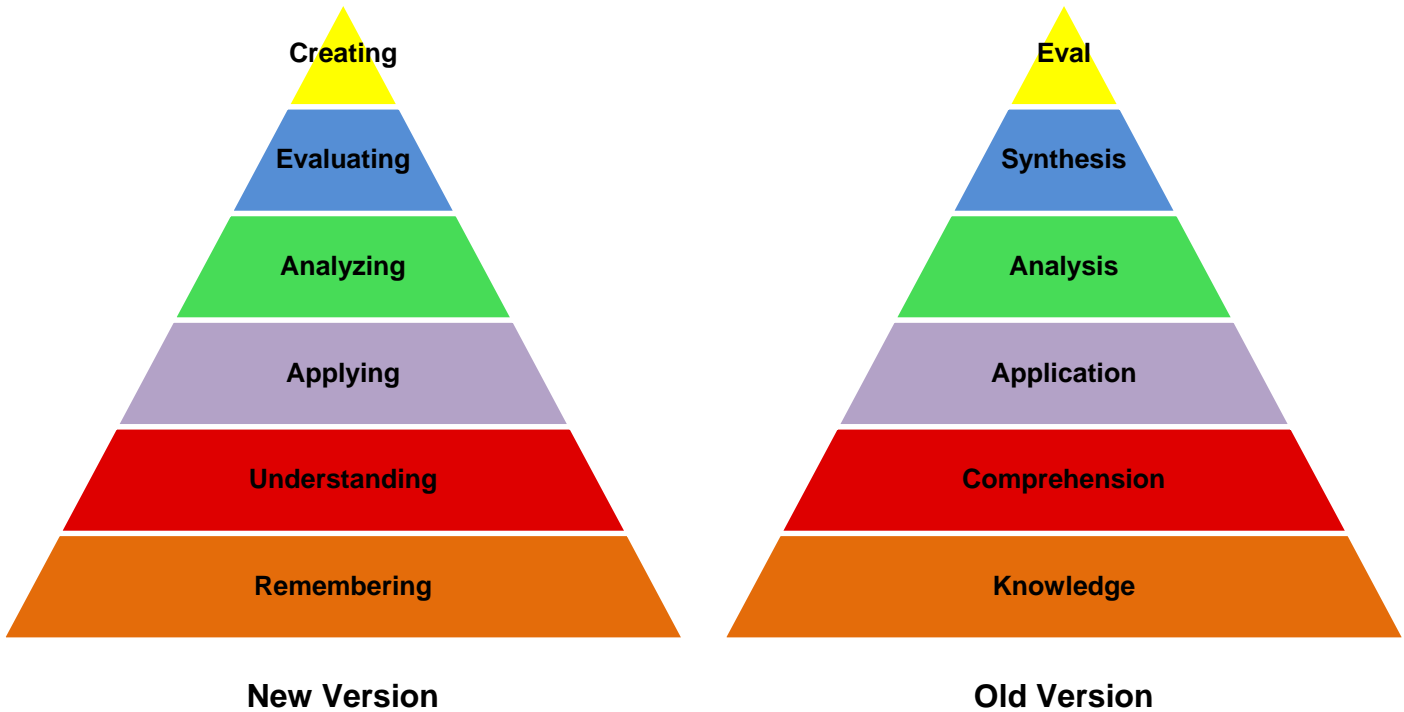 Creating
Evaluating
Analyzing
Applying
Understanding
Remembering
New Version
Eval
Synthesis
Analysis
Application
Comprehension
Knowledge
Old Version